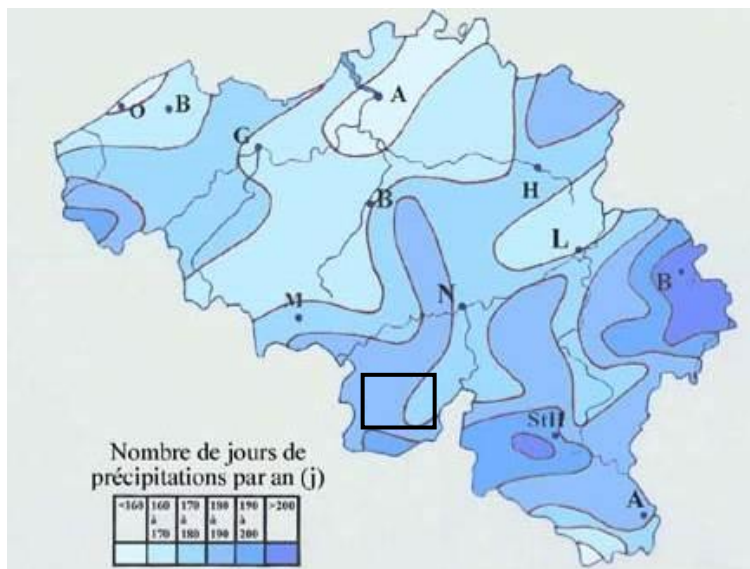 A
O B
G
H
B
L
B
N
M
StH
A
Nombre de jours de
précipitations par an (j)
<160 160 170 180 190 >200
à à à à
170 180 190 200